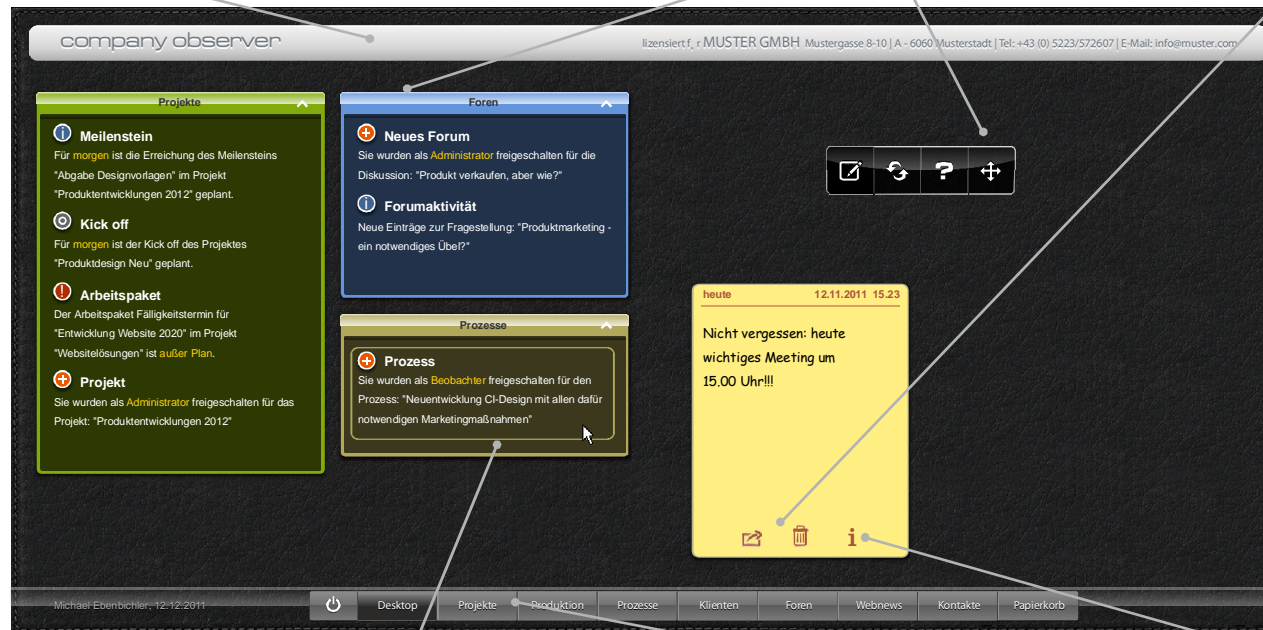 company observer
lizensiert f¸r MUSTER GMBH Mustergasse 8-10 | A - 6060 Musterstadt | Tel: +43 (0) 5223/572607 | E-Mail: info@muster.com
Projekte
Meilenstein
Für morgen ist die Erreichung des Meilensteins
"Abgabe Designvorlagen" im Projekt
"Produktentwicklungen 2012" geplant.
Kick off
Für morgen ist der Kick off des Projektes
"Produktdesign Neu" geplant.
Arbeitspaket
Der Arbeitspaket Fälligkeitstermin für
"Entwicklung Website 2020" im Projekt
"Websitelösungen" ist außer Plan.
Projekt
Sie wurden als Administrator freigeschalten für das
Projekt: "Produktentwicklungen 2012"
Foren
Neues Forum
Sie wurden als Administrator freigeschalten für die
Diskussion: "Produkt verkaufen, aber wie?"
Forumaktivität
Neue Einträge zur Fragestellung: "Produktmarketing -
ein notwendiges Übel?"
Prozesse
Prozess
Sie wurden als Beobachter freigeschalten für den
Prozess: "Neuentwicklung CI-Design mit allen dafür
notwendigen Marketingmaßnahmen"
heute 12.11.2011 15.23
Nicht vergessen: heute
wichtiges Meeting um
15.00 Uhr!!!
Michael Ebenbichler, 12.12.2011
Desktop Projekte Produktion Prozesse Klienten Foren Webnews Kontakte Papierkorb